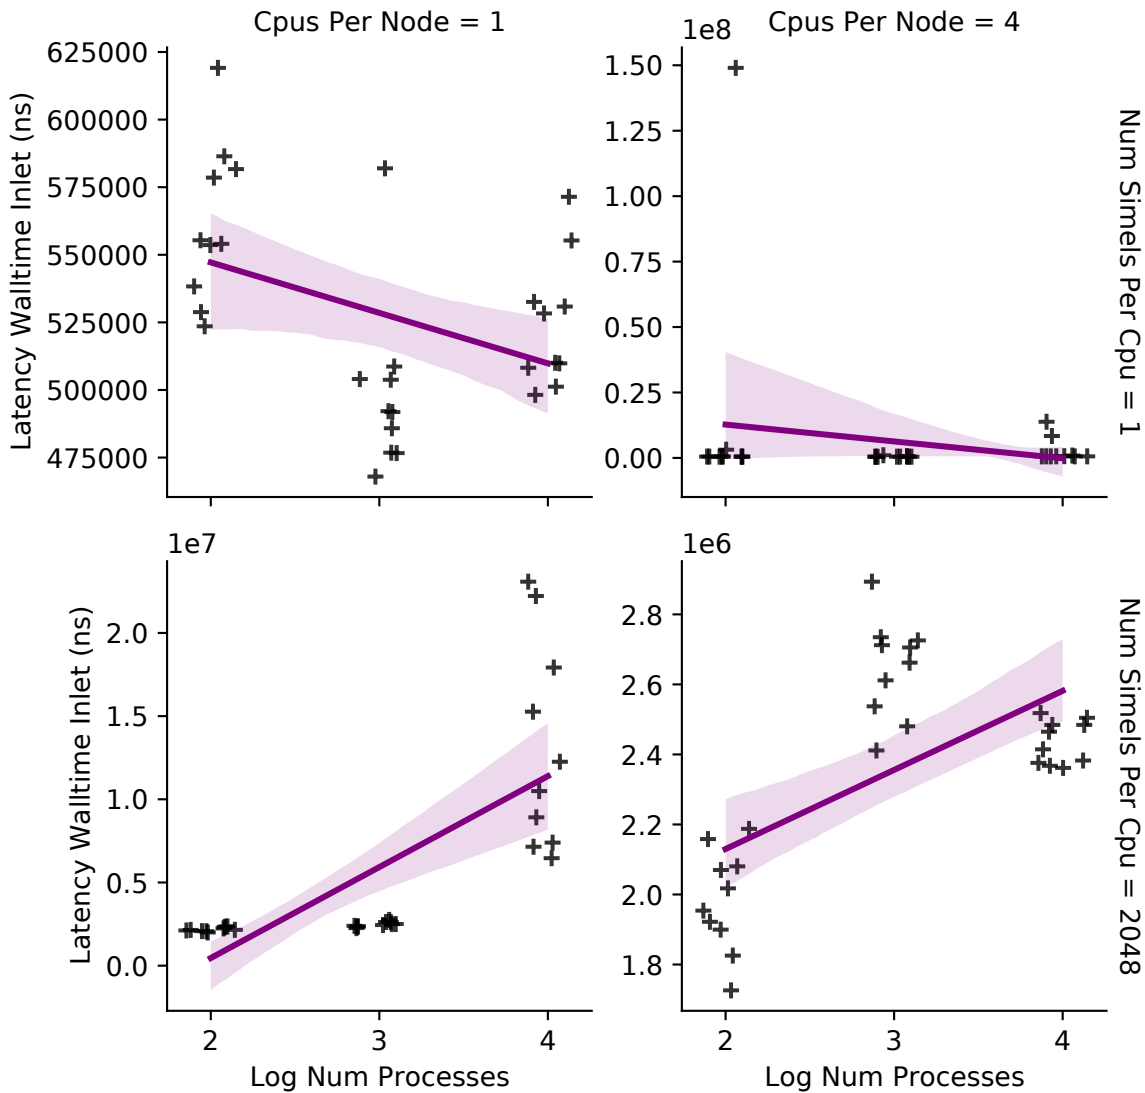 Cpus Per Node = 1
Cpus Per Node = 4
1e8
Latency Walltime Inlet (ns)
625000
600000
575000
550000
525000
500000
475000
1.50
1.25
1.00
0.75
0.50
0.25
0.00
Num Simels Per Cpu = 1
1e7
1e6
Latency Walltime Inlet (ns)
2.0
1.5
1.0
0.5
0.0
2.8
2.6
2.4
2.2
2.0
1.8
Num Simels Per Cpu = 2048
2 3 4
2 3 4
Log Num Processes
Log Num Processes